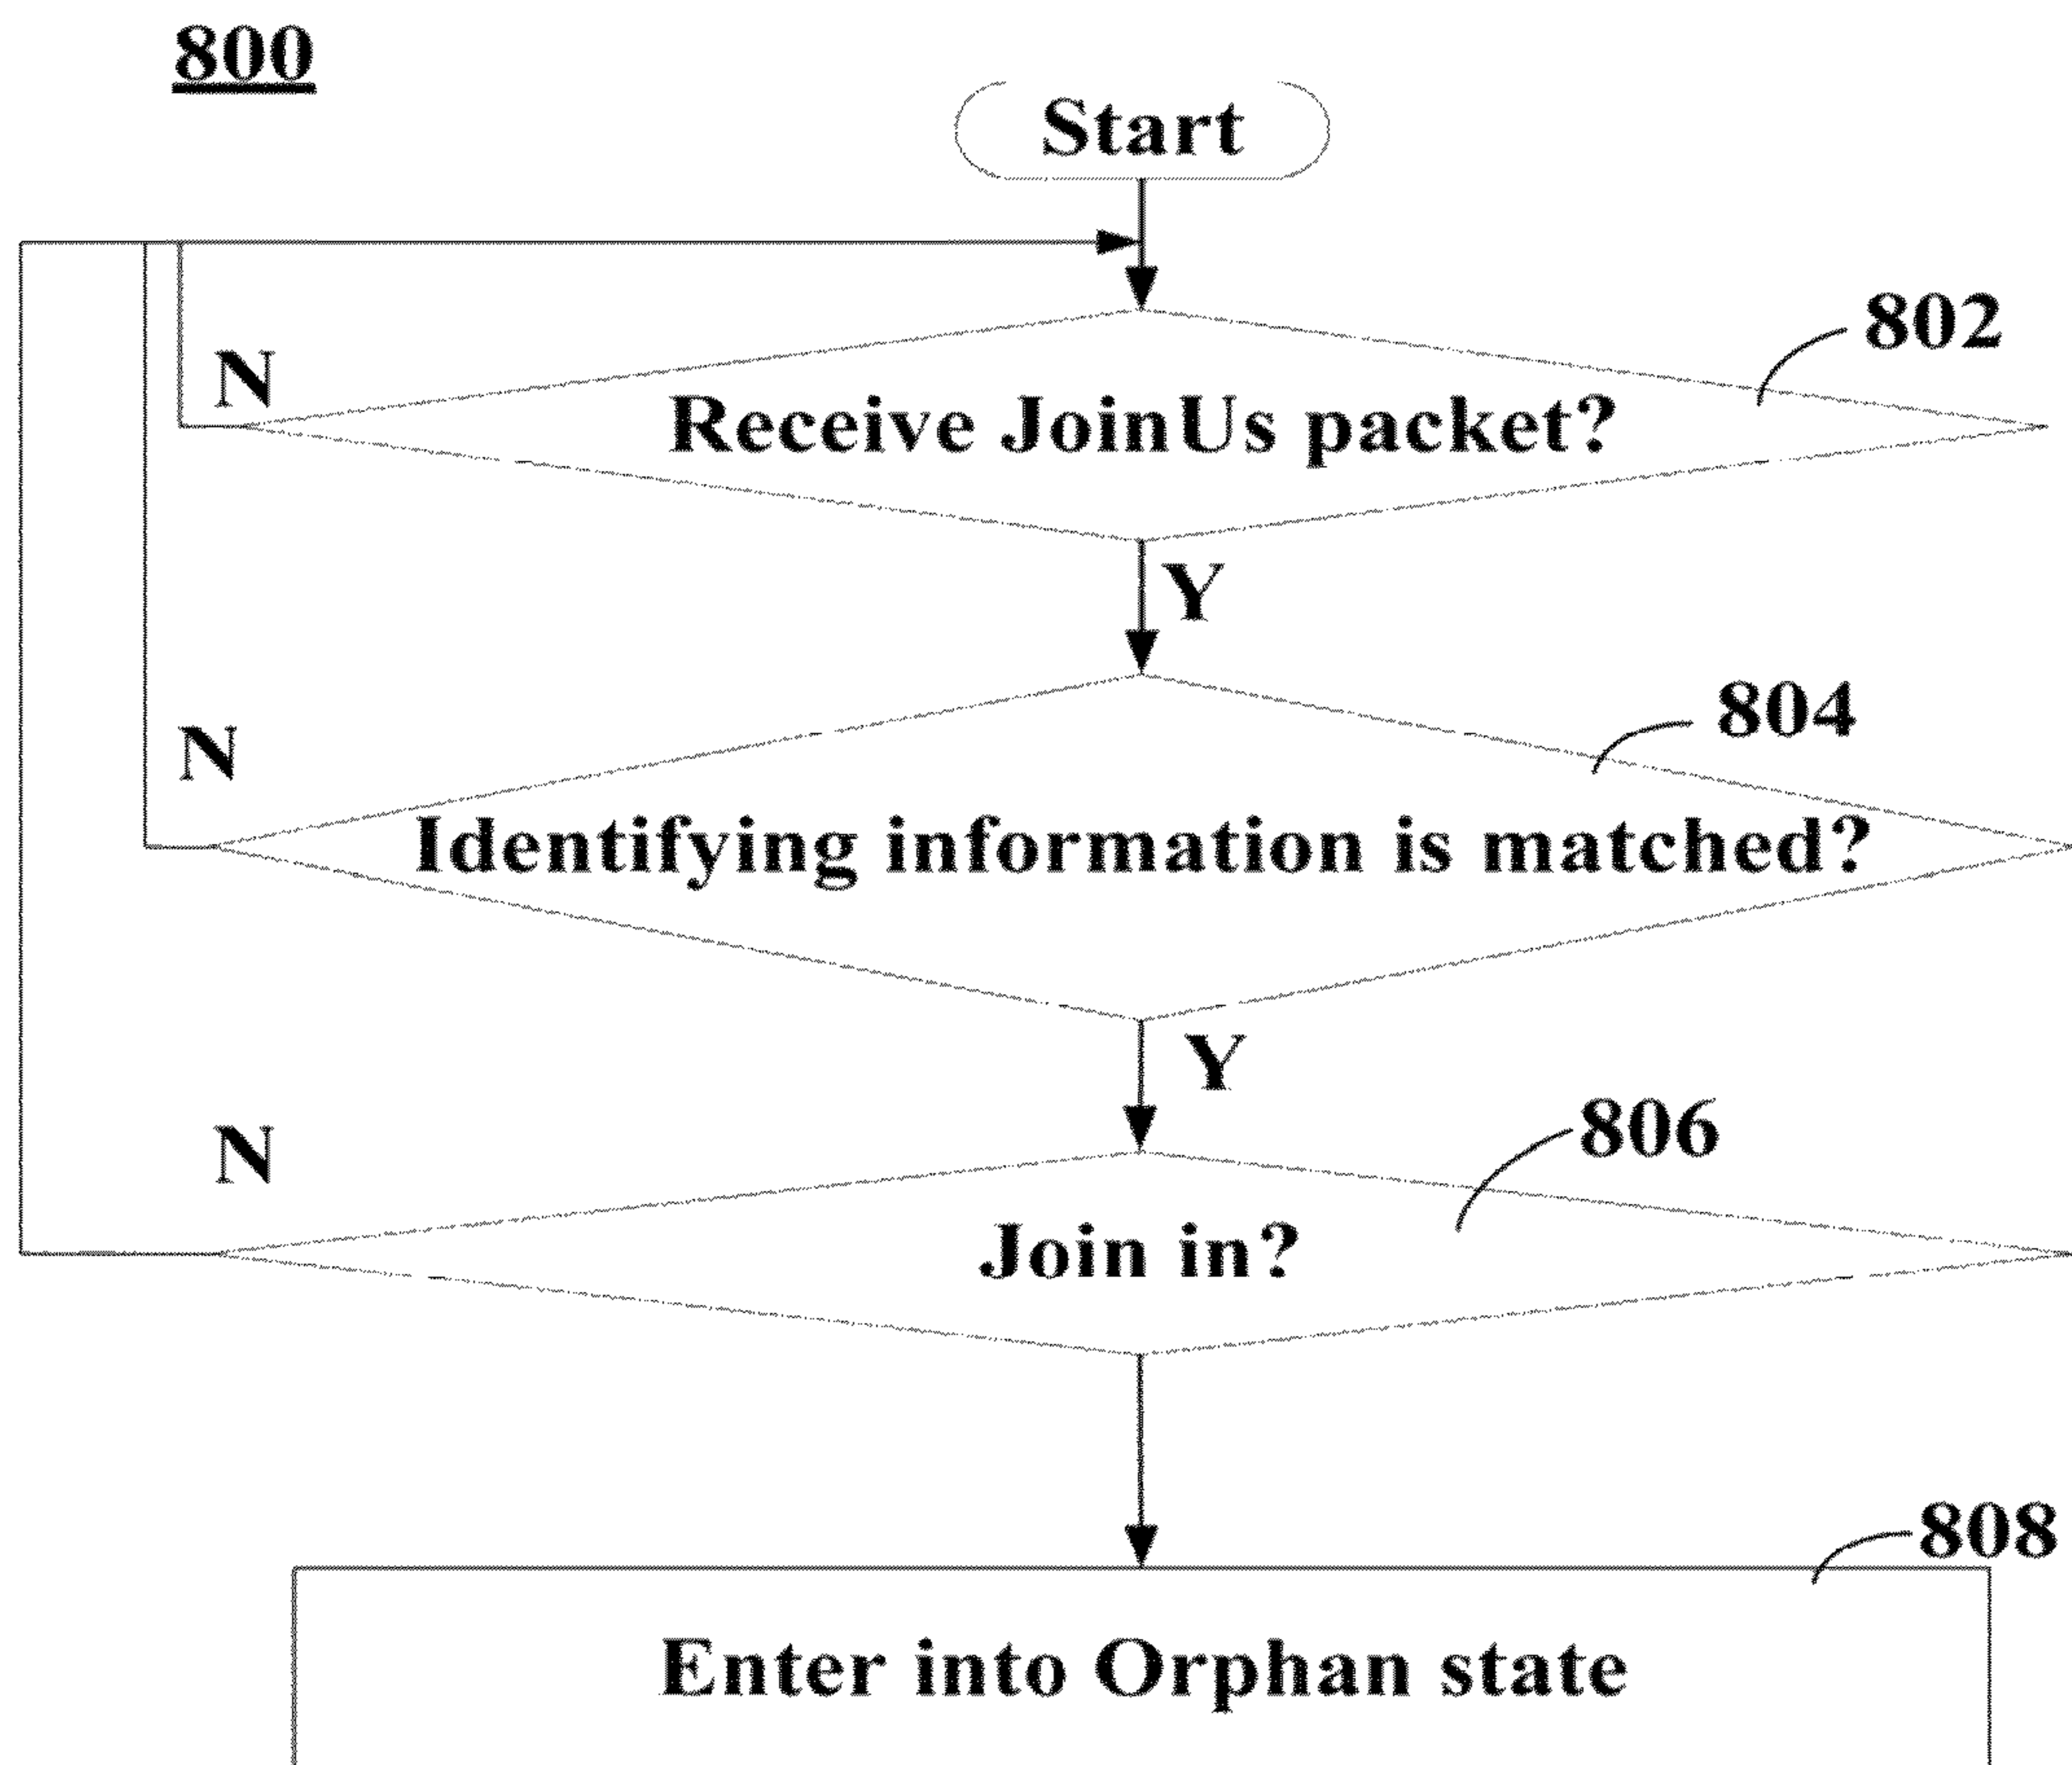 800
Start
802
N
Receive JoinUs packet?
Y
804
N
Identifying information is matched?
Y
806
N
Join in?
808
Enter into Orphan state